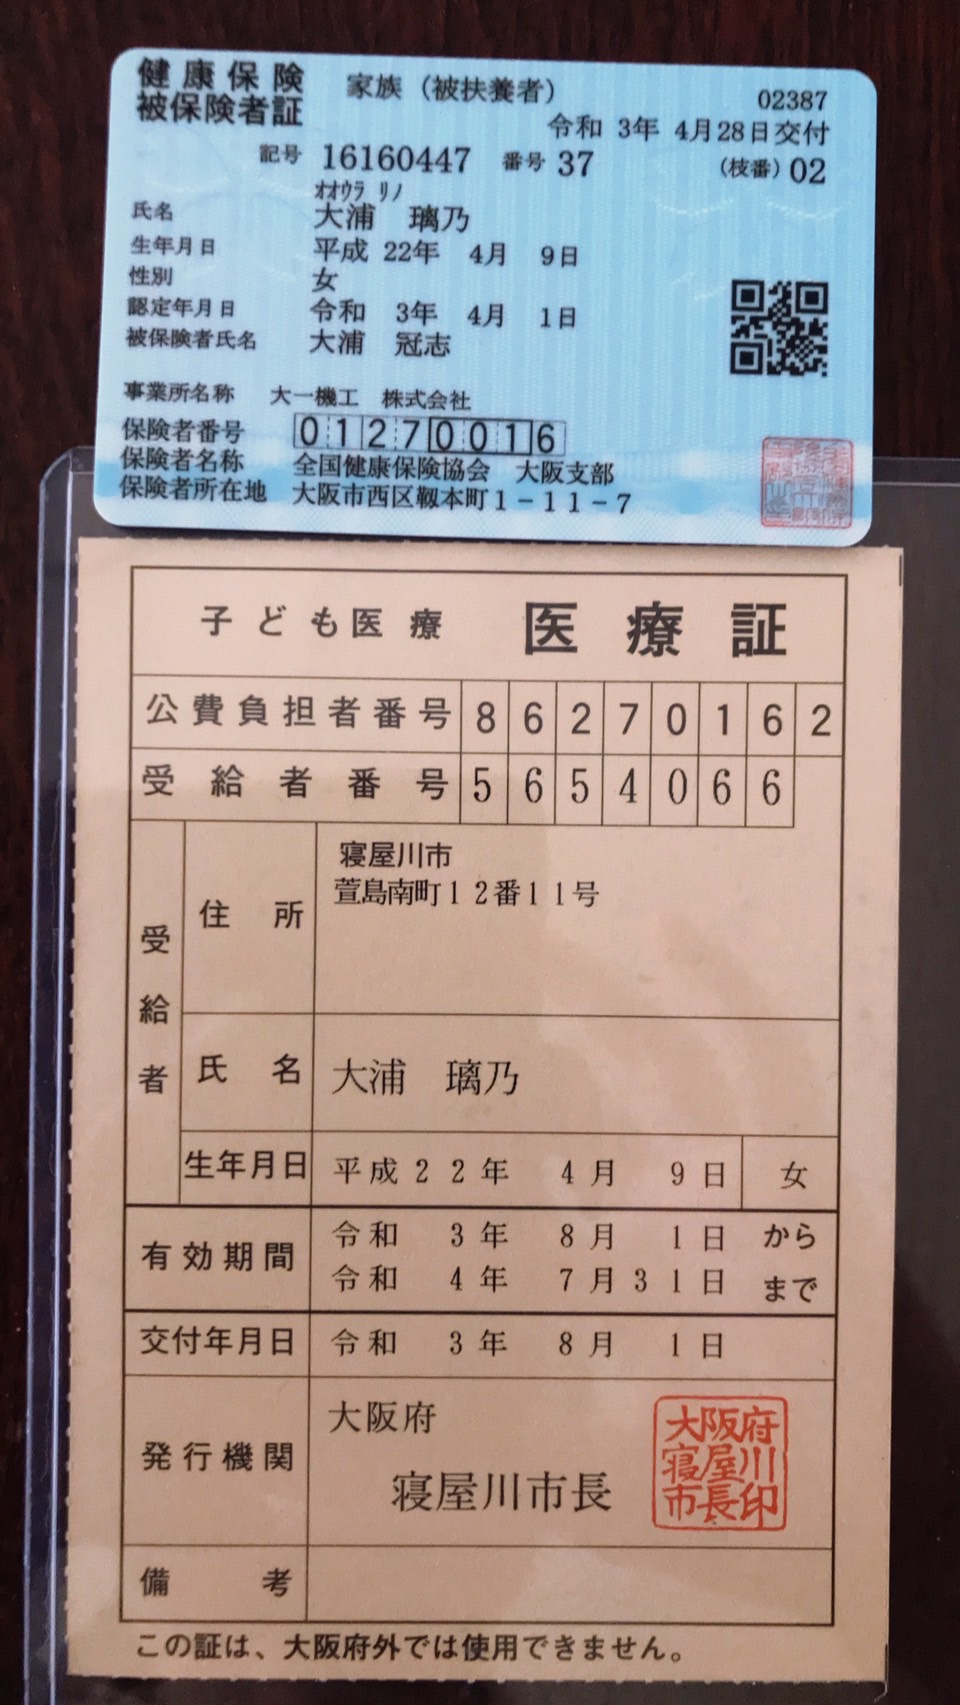 健康保険 家族（被扶養者） 02387
被保険者証 令和 3年 4月28日交付
記号 16160447 番号 37 （枝番）02
オオウラ リノ
氏名 大浦 璃乃
生年月日 平成 22年 4月 9日
性別 女
認定年月日 令和 3年 4月 1日
被保険者氏名 大浦 冠志
事業所名称 大一機工 株式会社
保険者番号 01270016
保険者名称 全国健康保険協会 大阪支部
保険者所在地 大阪市西区靱本町1－11－7
子ども医療 医療証
公費負担者番号 86270162
受給者番号 5654066
受給者
住所 寝屋川市
萱島南町12番11号
氏名 大浦 璃乃
生年月日 平成22年 4月 9日 女
有効期間 令和 3年 8月 1日 から
令和 4年 7月31日 まで
交付年月日 令和 3年 8月 1日
発行機関 大阪府
寝屋川市長
大阪府
寝屋川
市長印
備考
この証は、大阪府外では使用できません。